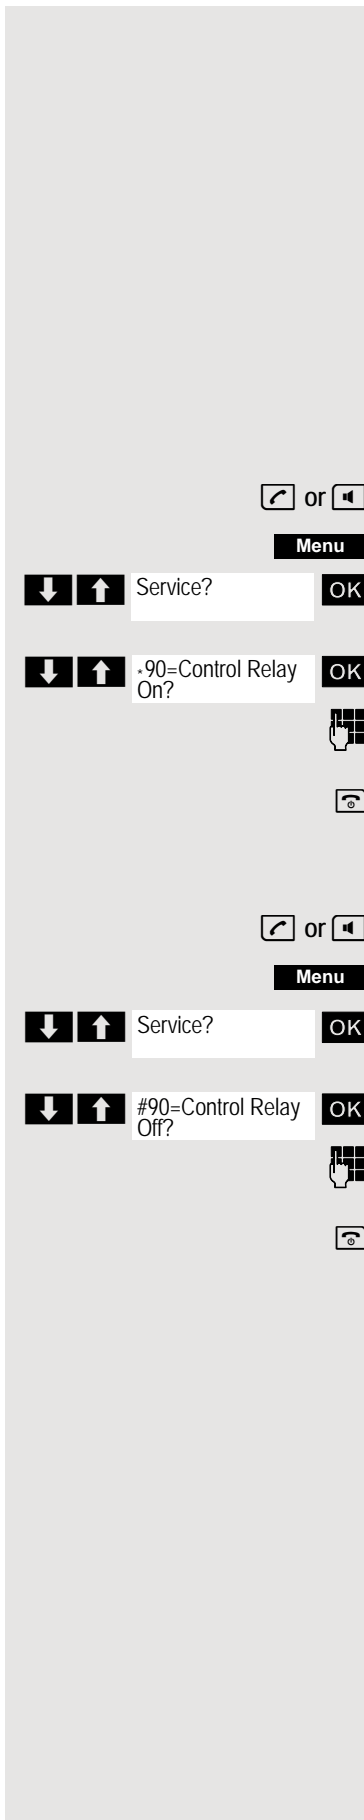 or
Menu
Service? OK
*90=Control Relay OK
On?
or
Menu
Service? OK
#90=Control Relay OK
Off?